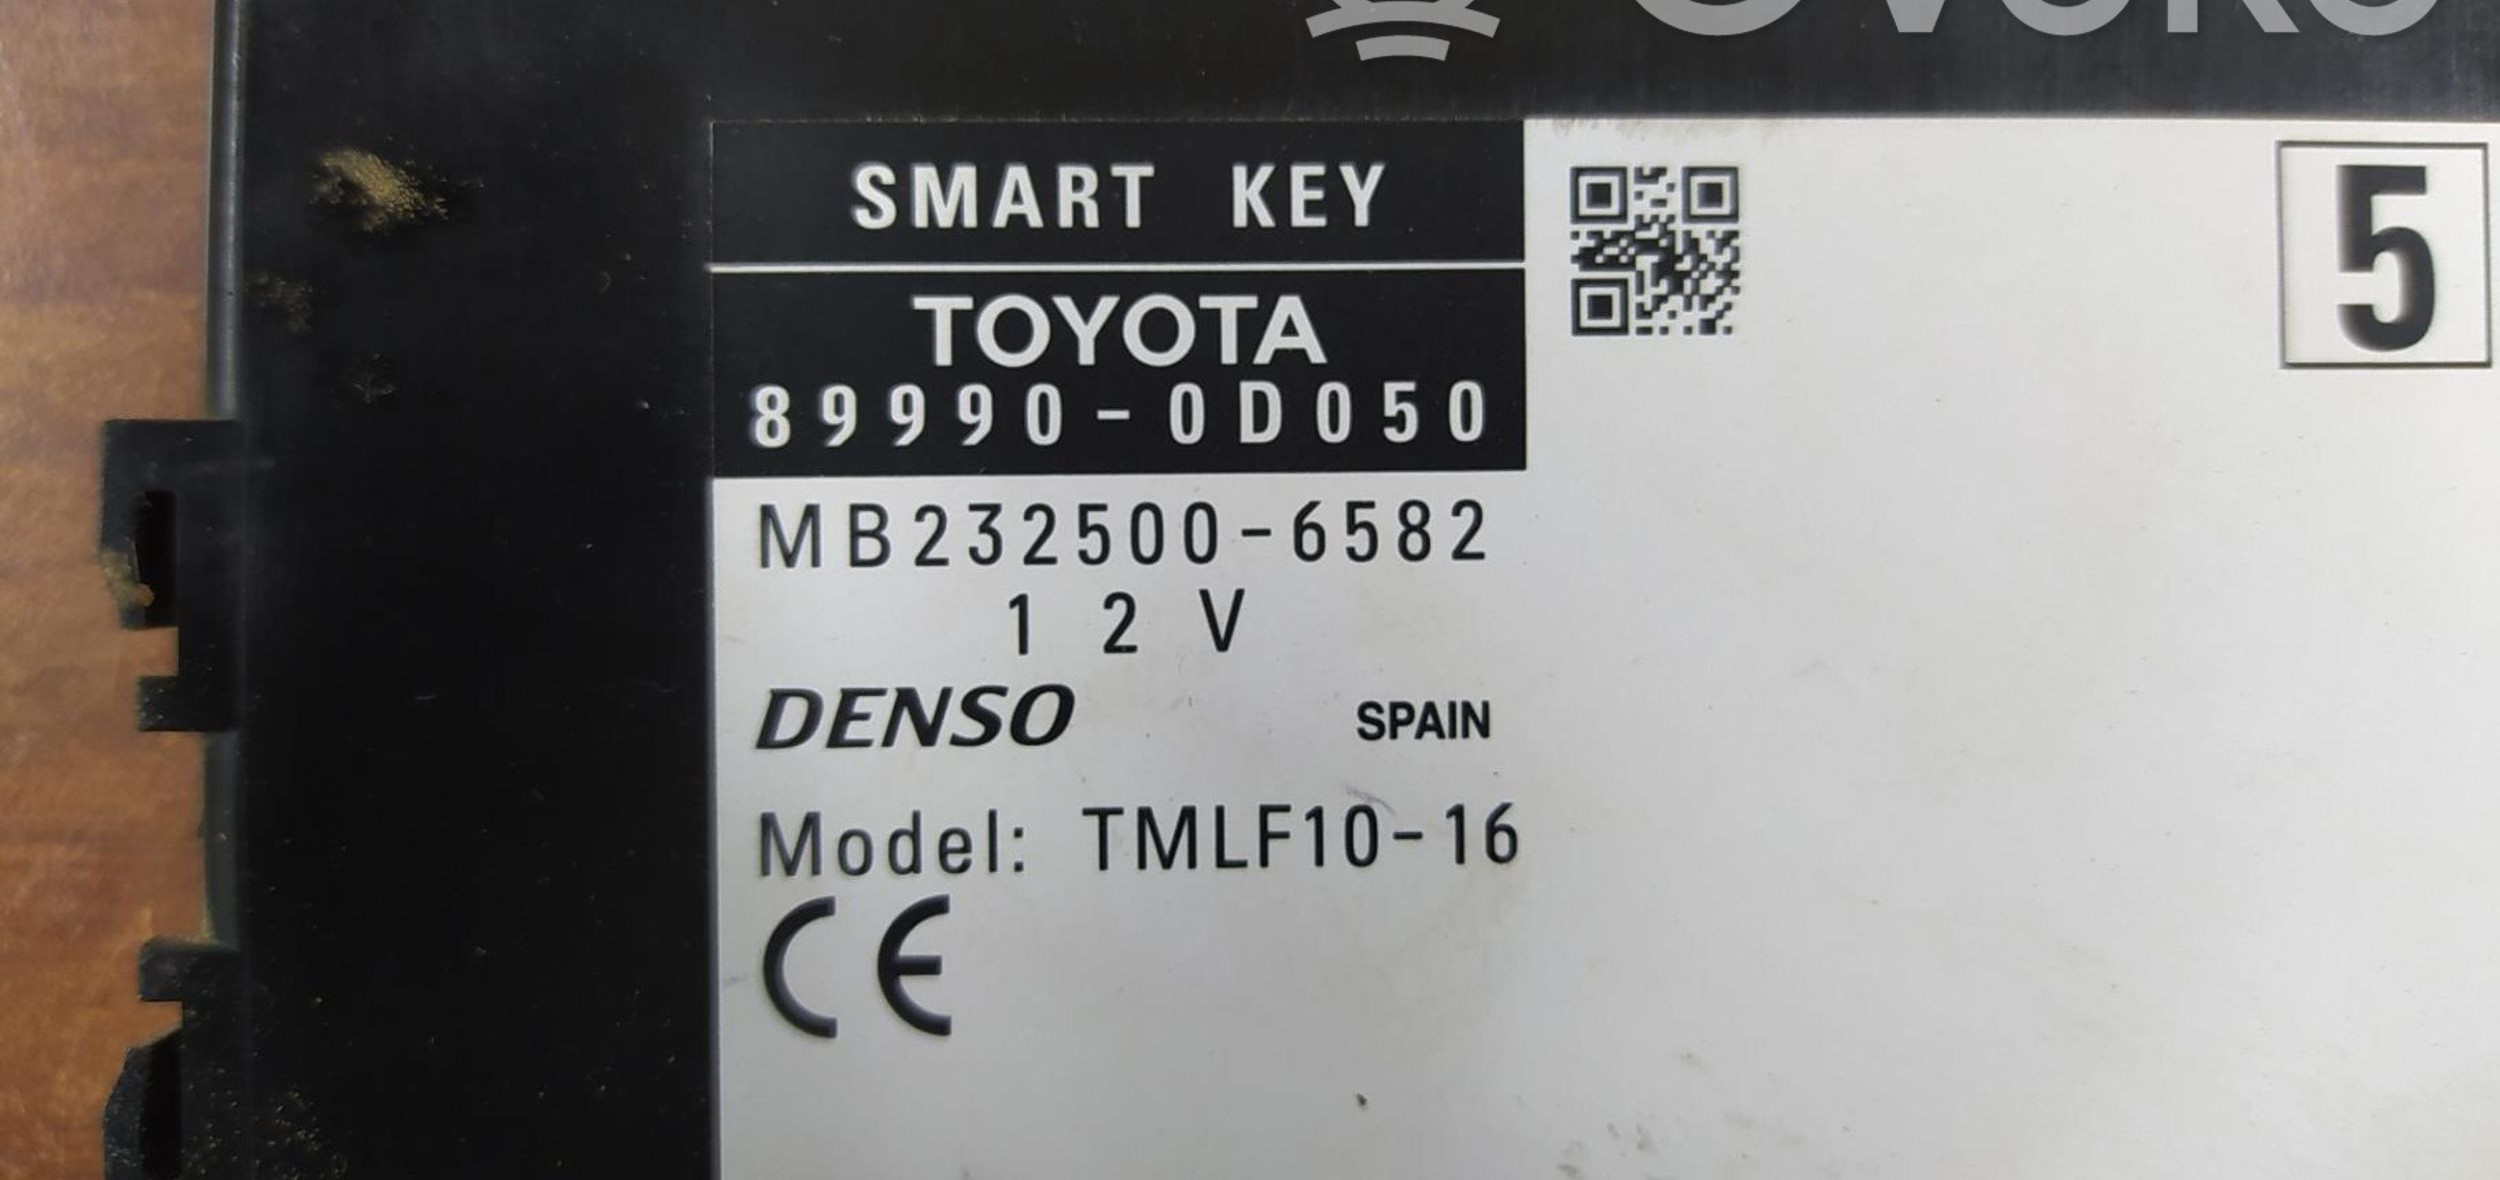 SMART KEY
TOYOTA
89990-0D050
5
MB232500-6582
12V
DENSO SPAIN
Model: TMLF10-16
CE